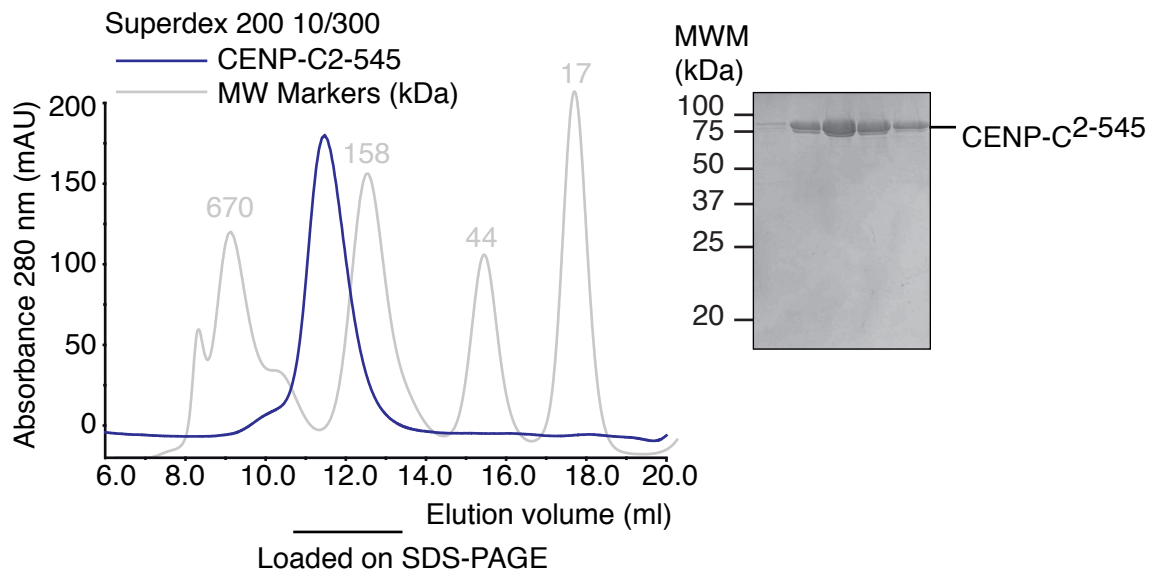 Superdex 200 10/300
CENP-C2-545
MW Markers (kDa)
Absorbance 280 nm (mAU)
200
150
100
50
0
670
158
44
17
6.0 8.0 10.0 12.0 14.0 16.0 18.0 20.0
Elution volume (ml)
Loaded on SDS-PAGE
MWM
(kDa)
100
75
50
37
25
20
CENP-C2-545